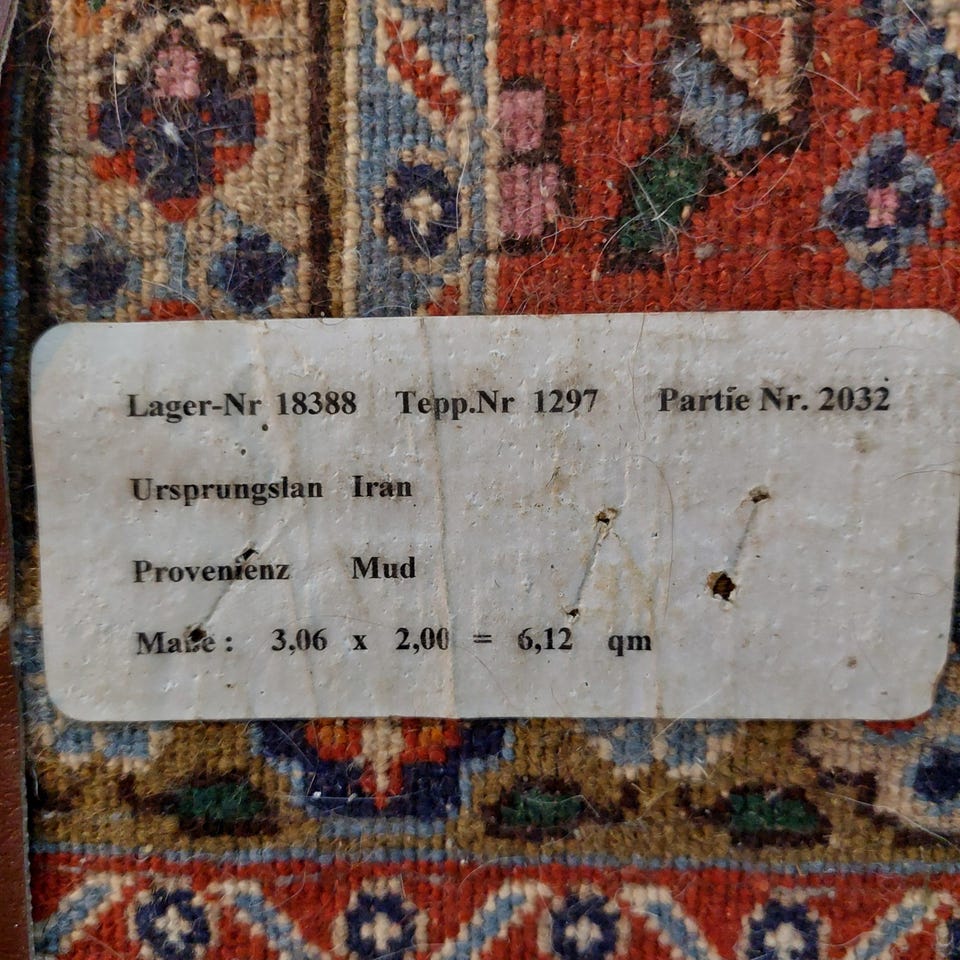 Lager-Nr 18388 Tepp.Nr 1297 Partie Nr. 2032
Ursprungslan Iran
Provenienz Mud
Maße : 3,06 x 2,00 = 6,12 qm